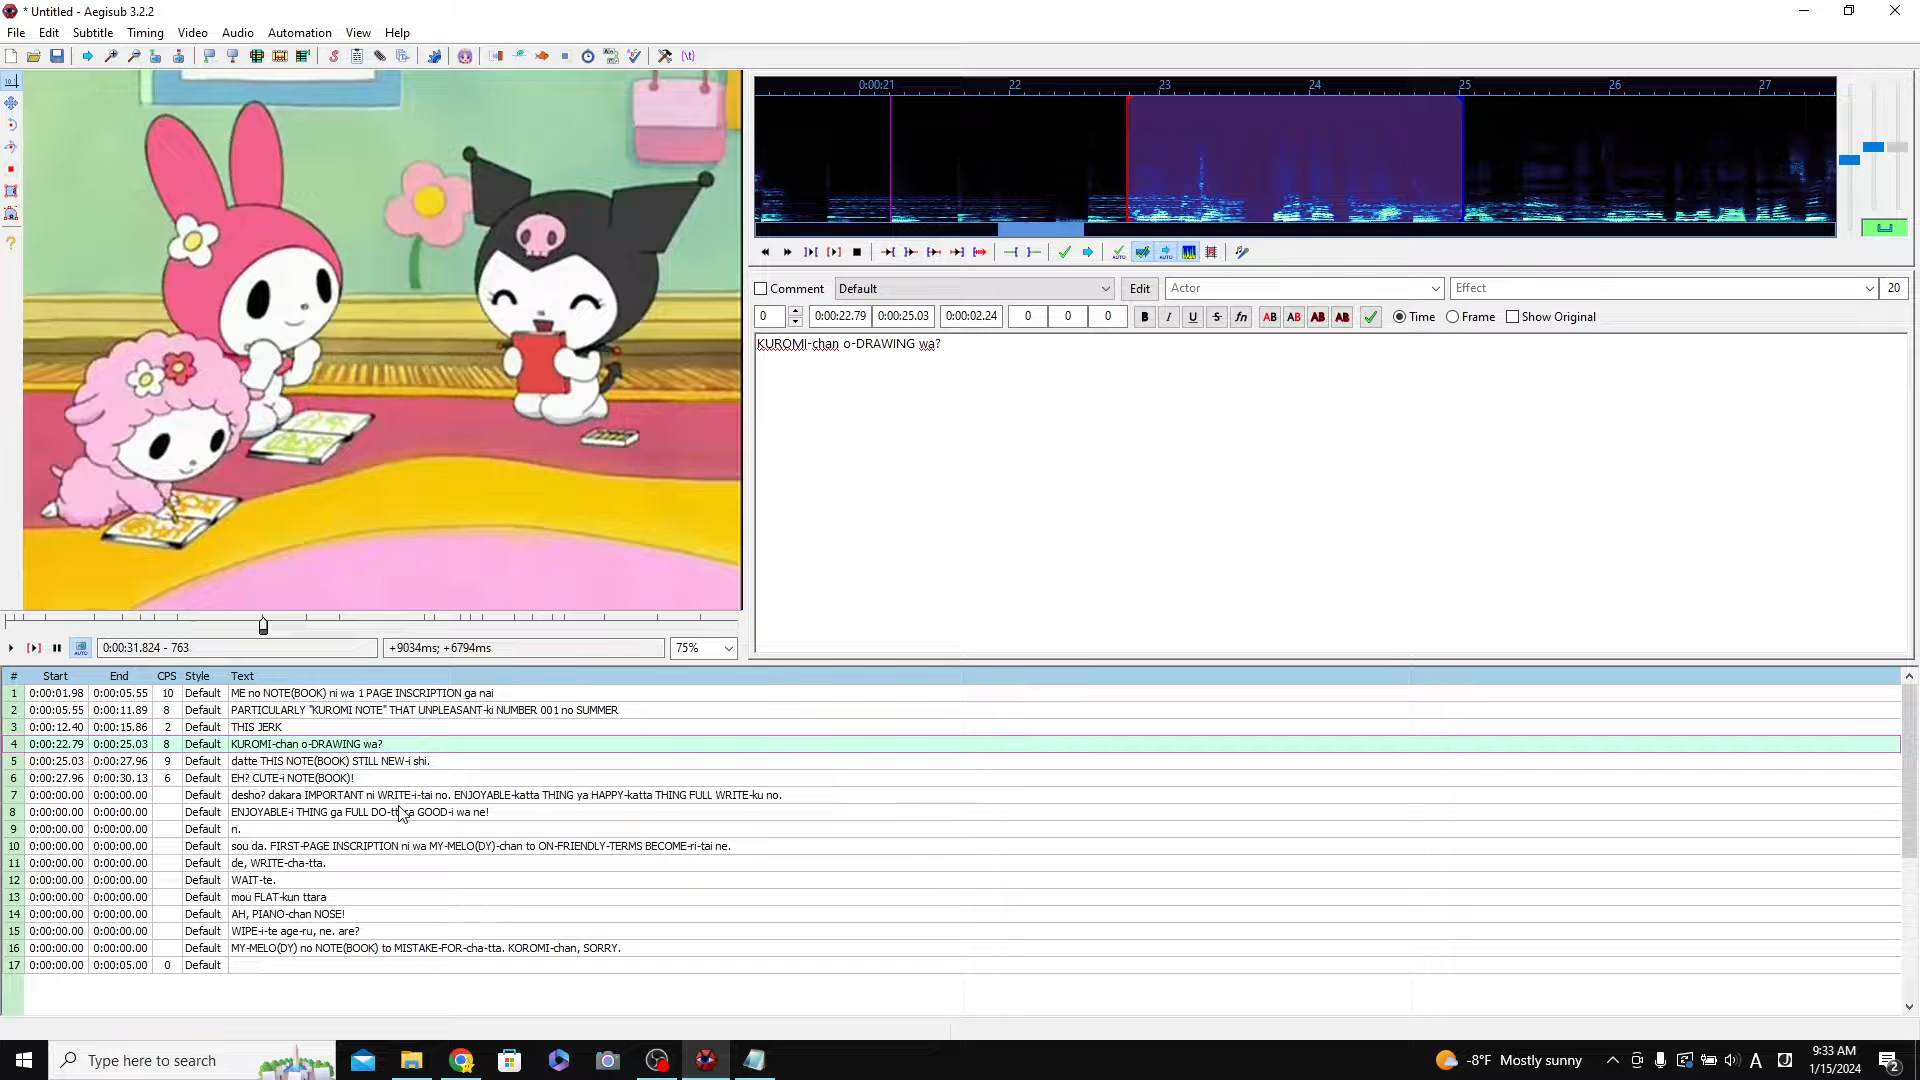 * Untitled - Aegisub 3.2.2
File Edit Subtitle Timing Video Audio Automation View Help
0:00:21 22 23 24 25 26 27
Comment Default Edit Actor Effect 20
0 0:00:22.79 0:00:25.03 0:00:02.24 0 0 0 B I U S fn AB AB AB AB Time Frame Show Original
KUROMI-chan o-DRAWING wa?
AUTO 0:00:31.824 - 763 +9034ms; +6794ms 75%
# Start End CPS Style Text
1 0:00:01.98 0:00:05.55 10 Default ME no NOTE(BOOK) ni wa 1 PAGE INSCRIPTION ga nai
2 0:00:05.55 0:00:11.89 8 Default PARTICULARLY "KUROMI NOTE" THAT UNPLEASANT-ki NUMBER 001 no SUMMER
3 0:00:12.40 0:00:15.86 2 Default THIS JERK
4 0:00:22.79 0:00:25.03 8 Default KUROMI-chan o-DRAWING wa?
5 0:00:25.03 0:00:27.96 9 Default datte THIS NOTE(BOOK) STILL NEW-i shi.
6 0:00:27.96 0:00:30.13 6 Default EH? CUTE-i NOTE(BOOK)!
7 0:00:00.00 0:00:00.00 Default desho? dakara IMPORTANT ni WRITE-i-tai no. ENJOYABLE-katta THING ya HAPPY-katta THING FULL WRITE-ku no.
8 0:00:00.00 0:00:00.00 Default ENJOYABLE-i THING ga FULL GOOD-i wa ne!
9 0:00:00.00 0:00:00.00 Default n.
10 0:00:00.00 0:00:00.00 Default sou da. FIRST-PAGE INSCRIPTION ni wa MY-MELO(DY)-chan to ON-FRIENDLY-TERMS BECOME-ri-tai ne.
11 0:00:00.00 0:00:00.00 Default de, WRITE-cha-tta.
12 0:00:00.00 0:00:00.00 Default WAIT-te.
13 0:00:00.00 0:00:00.00 Default mou FLAT-kun ttara
14 0:00:00.00 0:00:00.00 Default AH, PIANO-chan NOSE!
15 0:00:00.00 0:00:00.00 Default WIPE-i-te age-ru, ne. are?
16 0:00:00.00 0:00:00.00 Default MY-MELO(DY) no NOTE(BOOK) to MISTAKE-FOR-cha-tta. KOROMI-chan, SORRY.
17 0:00:00.00 0:00:05.00 0 Default
Type here to search -8°F Mostly sunny A 9:33 AM
1/15/2024 2